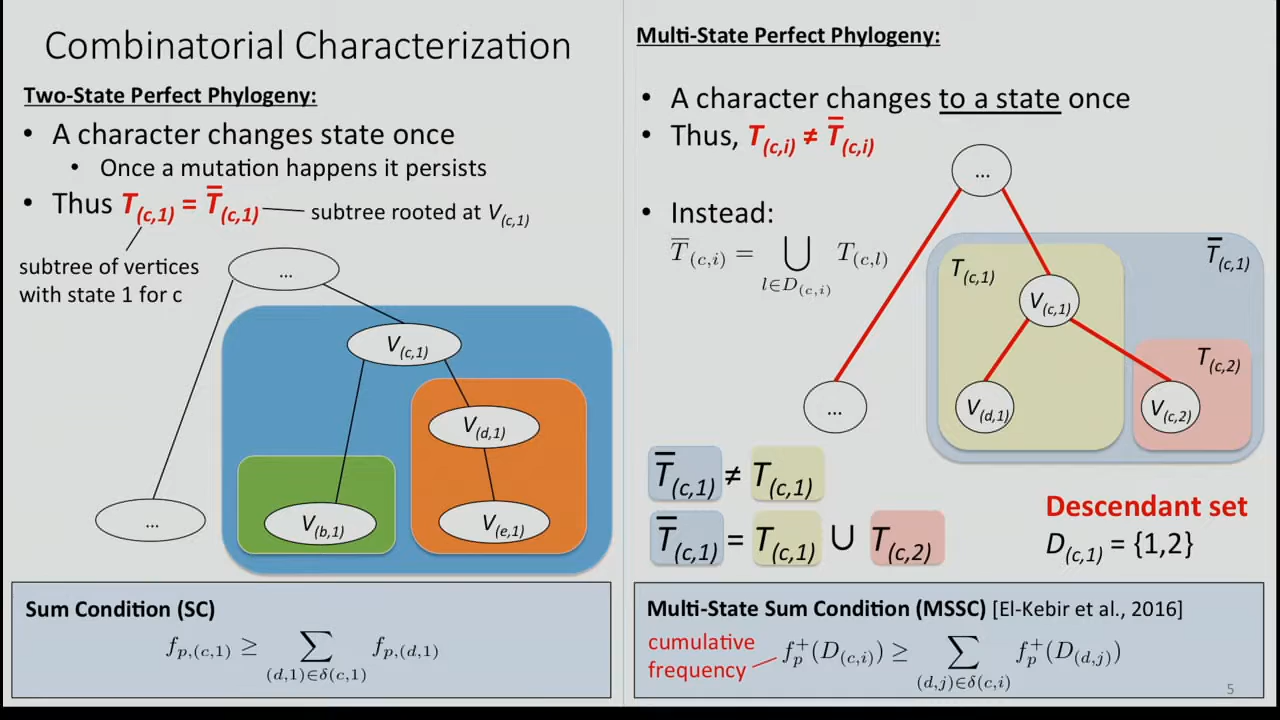 Combinatorial Characterization
Two-State Perfect Phylogeny:
• A character changes state once
• Once a mutation happens it persists
• Thus T(c,1) = T̅(c,1)
subtree rooted at V(c,1)
subtree of vertices
with state 1 for c
...
V(c,1)
V(d,1)
...
V(b,1)
V(e,1)
Sum Condition (SC)
f_{p,(c,1)} ≥ ∑_{(d,1)∈δ(c,1)} f_{p,(d,1)}
Multi-State Perfect Phylogeny:
• A character changes to a state once
• Thus, T(c,i) ≠ T̅(c,i)
• Instead:
T̅(c,i) = ⋃_{l∈D(c,i)} T(c,l)
...
T̅(c,1)
T(c,1)
V(c,1)
T(c,2)
...
V(d,1)
V(c,2)
T̅(c,1) ≠ T(c,1)
T̅(c,1) = T(c,1) ∪ T(c,2)
Descendant set
D(c,1) = {1,2}
Multi-State Sum Condition (MSSC) [El-Kebir et al., 2016]
cumulative
frequency
f_p^+(D(c,i)) ≥ ∑_{(d,j)∈δ(c,i)} f_p^+(D(d,j))
5